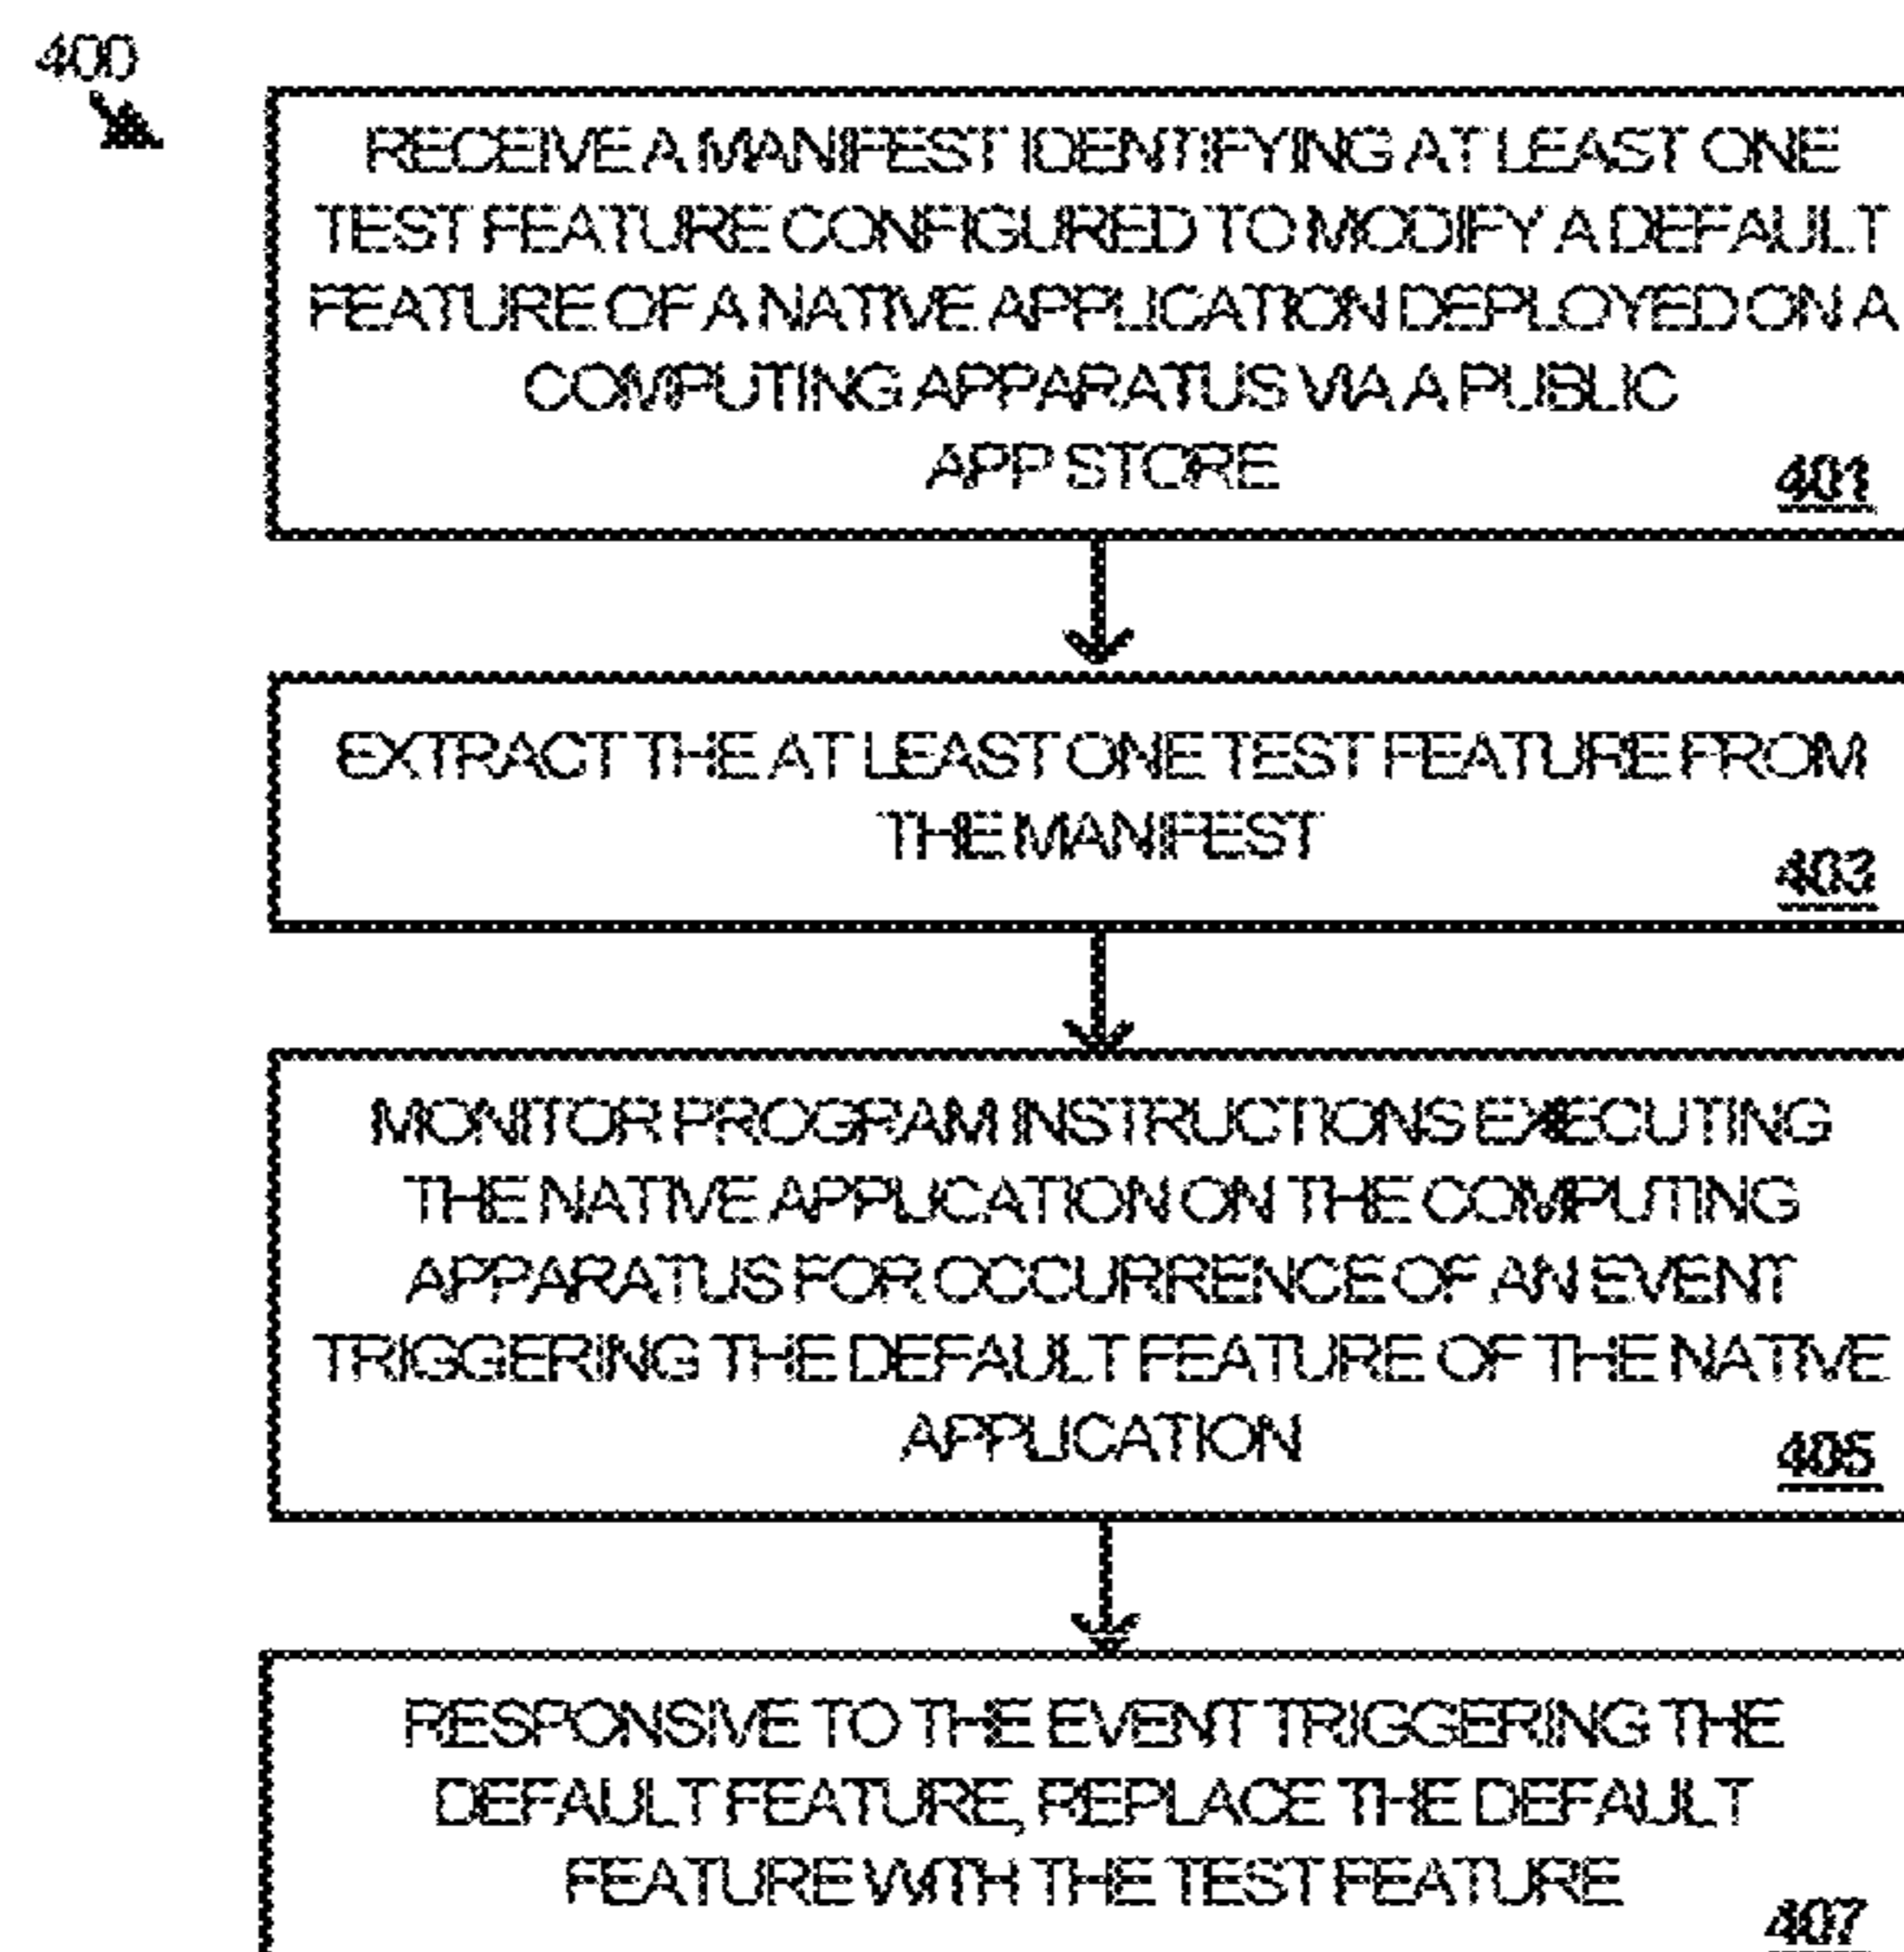 400
RECEIVE A MANIFEST IDENTIFYING AT LEAST ONE
TEST FEATURE CONFIGURED TO MODIFY A DEFAULT
FEATURE OF A NATIVE APPLICATION DEPLOYED ON A
COMPUTING APPARATUS VIA A PUBLIC
APP STORE
401
EXTRACT THE AT LEAST ONE TEST FEATURE FROM
THE MANIFEST
403
MONITOR PROGRAM INSTRUCTIONS EXECUTING
THE NATIVE APPLICATION ON THE COMPUTING
APPARATUS FOR OCCURRENCE OF AN EVENT
TRIGGERING THE DEFAULT FEATURE OF THE NATIVE
APPLICATION
405
RESPONSIVE TO THE EVENT TRIGGERING THE
DEFAULT FEATURE, REPLACE THE DEFAULT
FEATURE WITH THE TEST FEATURE
407